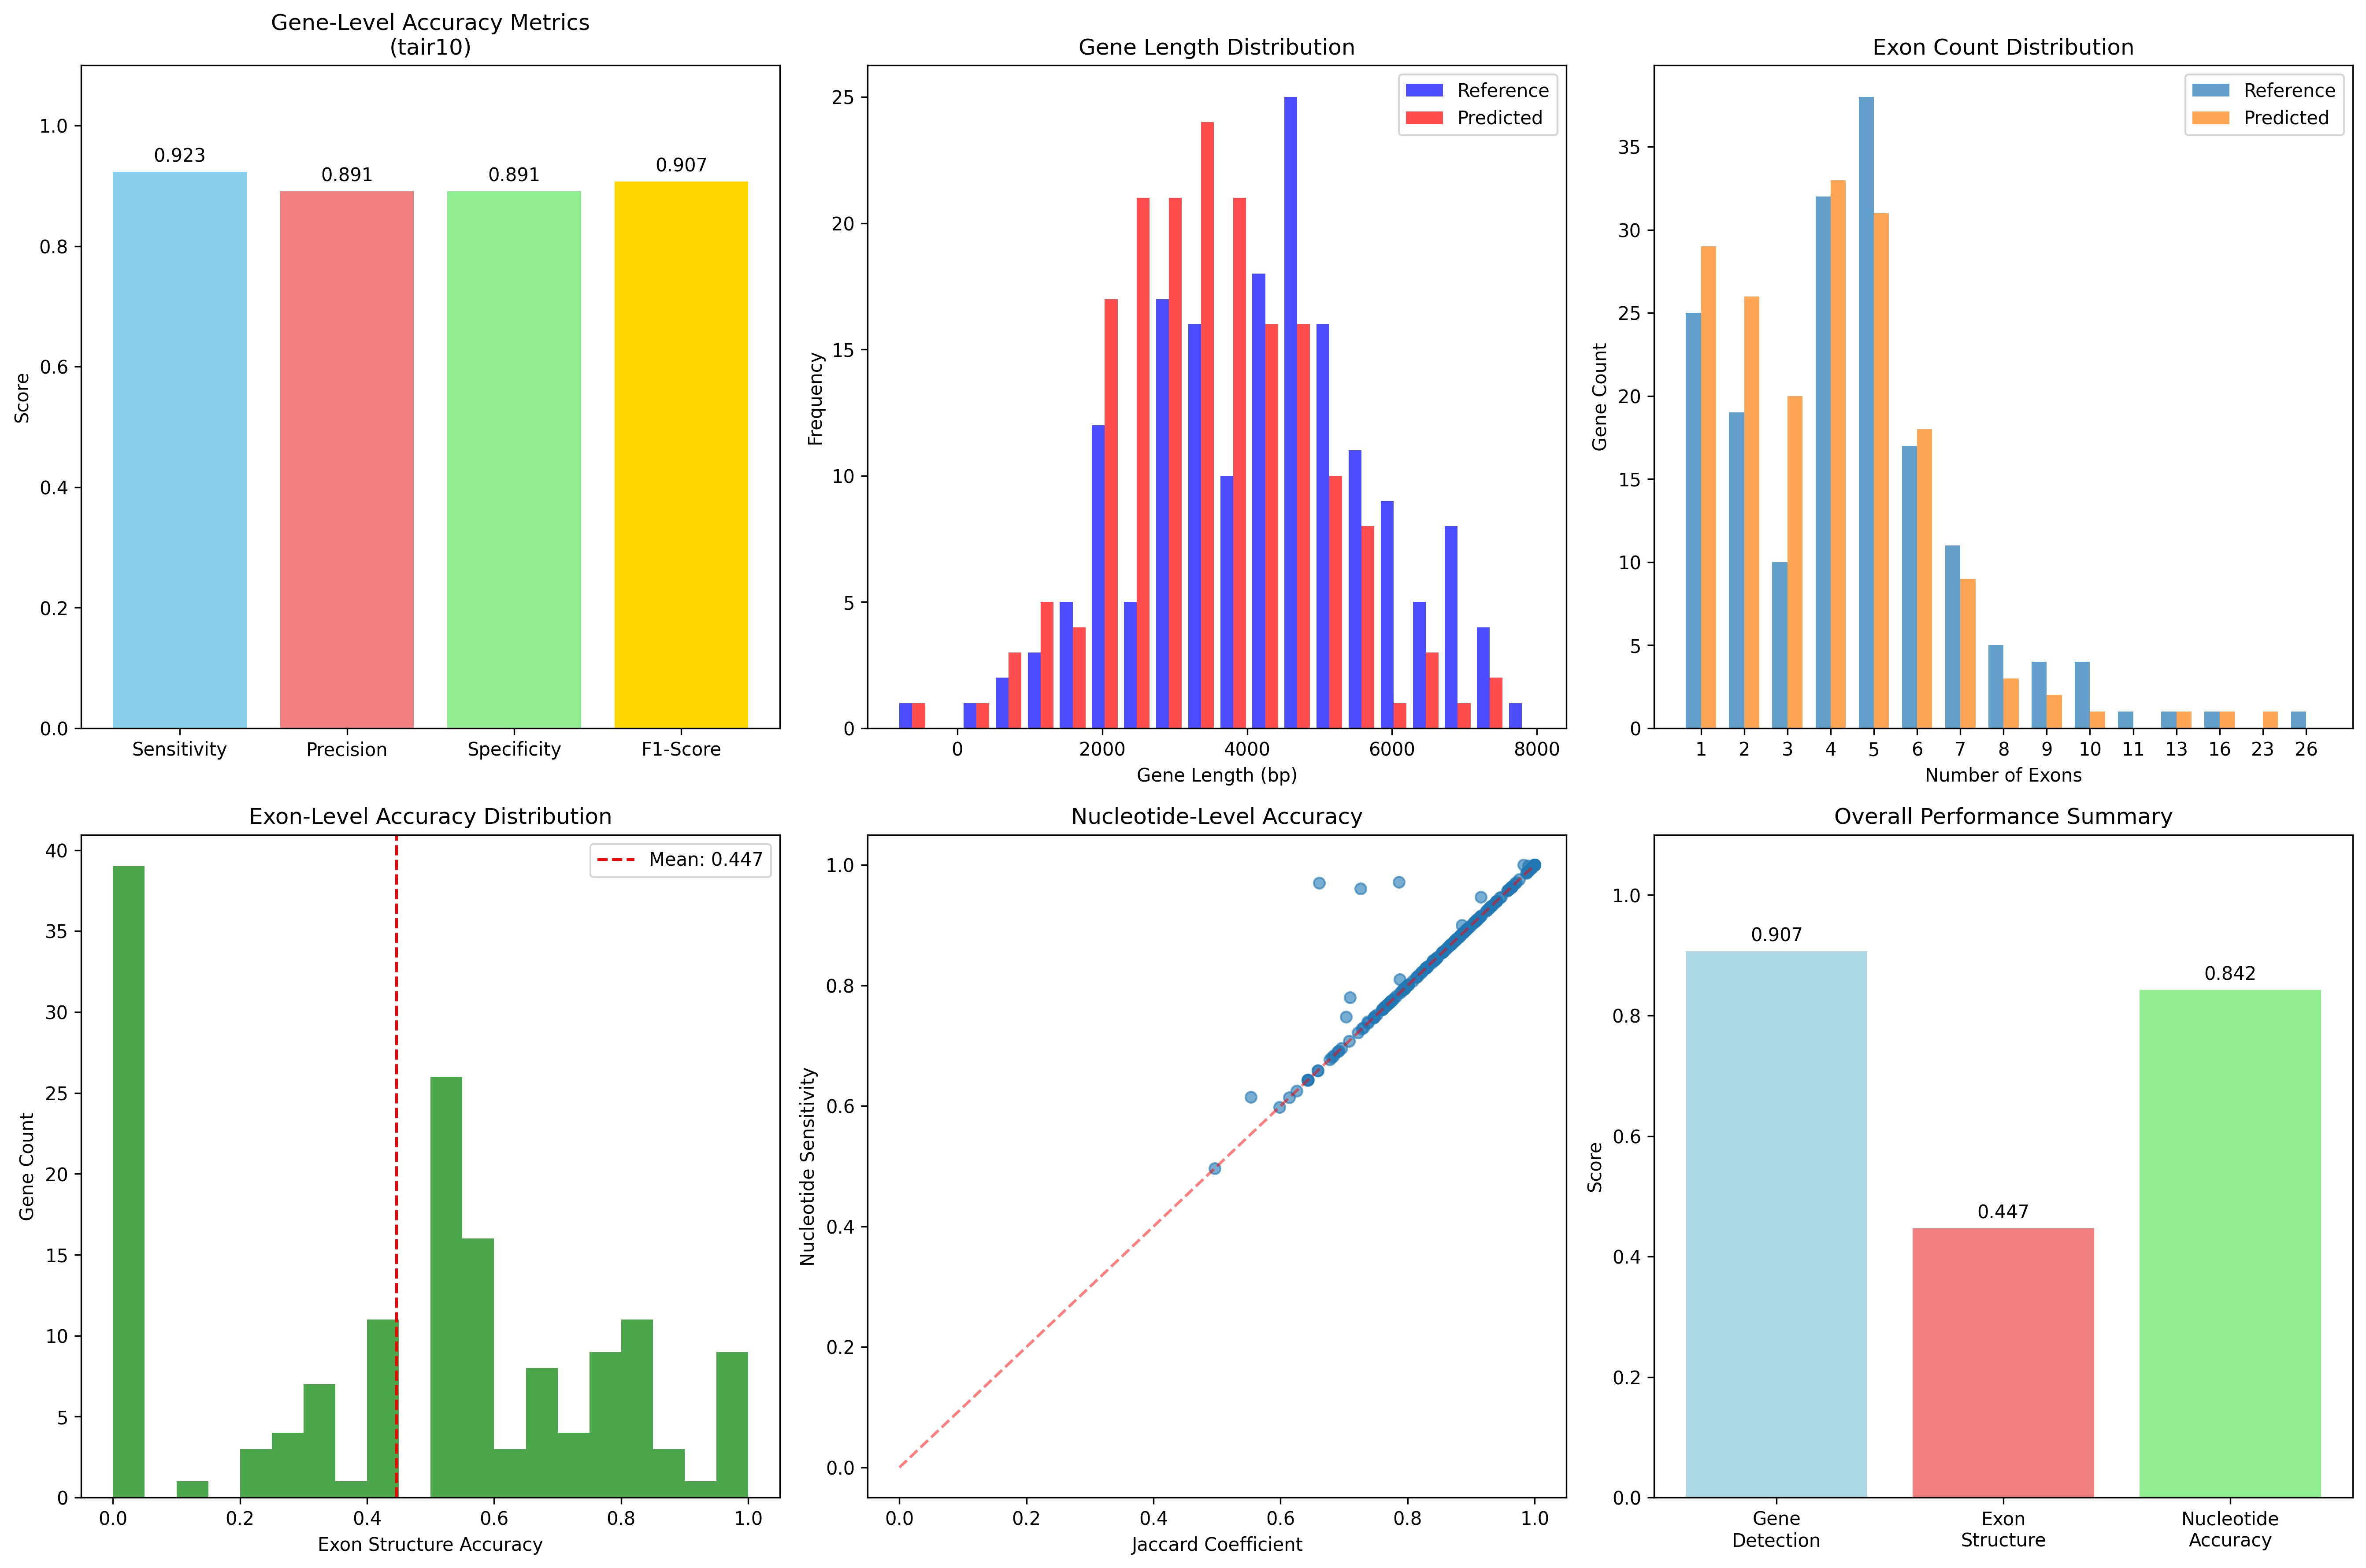 Gene-Level Accuracy Metrics
(tair10)
Score
1.0
0.8
0.6
0.4
0.2
0.0
0.923
0.891
0.891
0.907
Sensitivity
Precision
Specificity
F1-Score
Gene Length Distribution
Reference
Predicted
Frequency
25
20
15
10
5
0
0
2000
4000
6000
8000
Gene Length (bp)
Exon Count Distribution
Reference
Predicted
Gene Count
35
30
25
20
15
10
5
0
1
2
3
4
5
6
7
8
9
10
11
13
16
23
26
Number of Exons
Exon-Level Accuracy Distribution
Mean: 0.447
Gene Count
40
35
30
25
20
15
10
5
0
0.0
0.2
0.4
0.6
0.8
1.0
Exon Structure Accuracy
Nucleotide-Level Accuracy
Nucleotide Sensitivity
1.0
0.8
0.6
0.4
0.2
0.0
0.0
0.2
0.4
0.6
0.8
1.0
Jaccard Coefficient
Overall Performance Summary
Score
1.0
0.8
0.6
0.4
0.2
0.0
0.907
0.447
0.842
Gene
Detection
Exon
Structure
Nucleotide
Accuracy